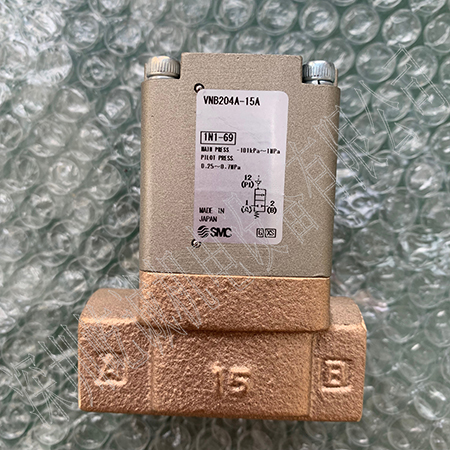 VNB204A-15A
1N1-69
MAIN PRESS -101kPa~1MPa
PILOT PRESS
0.25~0.7MPa
12
(P1)
1 2
(A) (B)
MADE IN
JAPAN
SMC
A 15 B